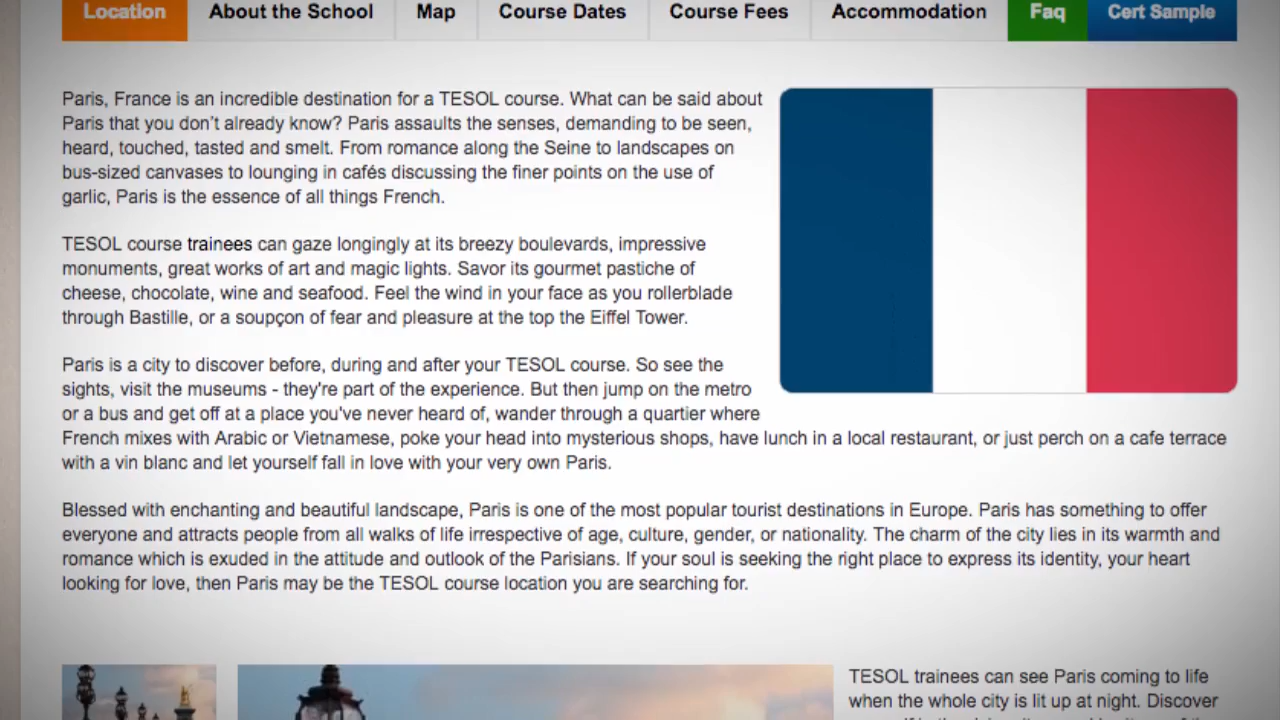 Location
About the School
Map
Course Dates
Course Fees
Accommodation
Faq
Cert Sample
Paris, France is an incredible destination for a TESOL course. What can be said about
Paris that you don't already know? Paris assaults the senses, demanding to be seen,
heard, touched, tasted and smelt. From romance along the Seine to landscapes on
bus-sized canvases to lounging in cafés discussing the finer points on the use of
garlic, Paris is the essence of all things French.
TESOL course trainees can gaze longingly at its breezy boulevards, impressive
monuments, great works of art and magic lights. Savor its gourmet pastiche of
cheese, chocolate, wine and seafood. Feel the wind in your face as you rollerblade
through Bastille, or a soupçon of fear and pleasure at the top the Eiffel Tower.
Paris is a city to discover before, during and after your TESOL course. So see the
sights, visit the museums - they're part of the experience. But then jump on the metro
or a bus and get off at a place you've never heard of, wander through a quartier where
French mixes with Arabic or Vietnamese, poke your head into mysterious shops, have lunch in a local restaurant, or just perch on a cafe terrace
with a vin blanc and let yourself fall in love with your very own Paris.
Blessed with enchanting and beautiful landscape, Paris is one of the most popular tourist destinations in Europe. Paris has something to offer
everyone and attracts people from all walks of life irrespective of age, culture, gender, or nationality. The charm of the city lies in its warmth and
romance which is exuded in the attitude and outlook of the Parisians. If your soul is seeking the right place to express its identity, your heart
looking for love, then Paris may be the TESOL course location you are searching for.
TESOL trainees can see Paris coming to life
when the whole city is lit up at night. Discover